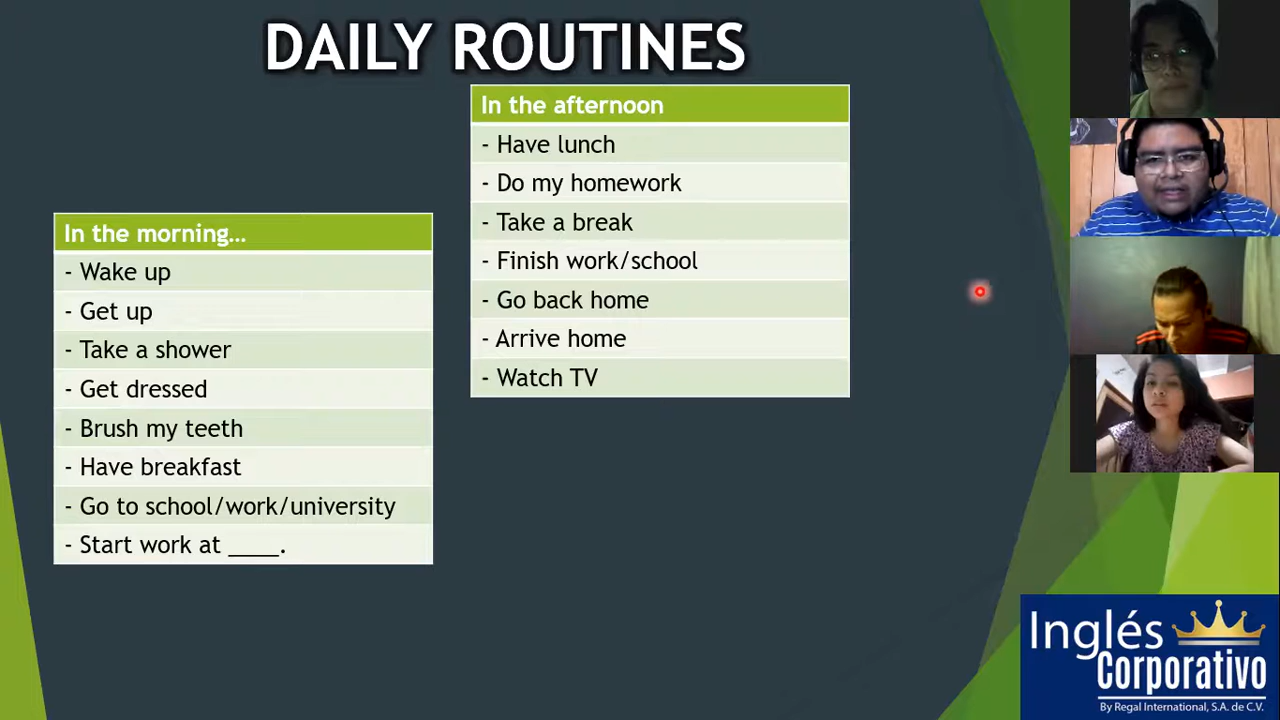 DAILY ROUTINES
In the morning...
- Wake up
- Get up
- Take a shower
- Get dressed
- Brush my teeth
- Have breakfast
- Go to school/work/university
- Start work at ____.
In the afternoon
- Have lunch
- Do my homework
- Take a break
- Finish work/school
- Go back home
- Arrive home
- Watch TV
Inglés
Corporativo
By Regal International, S.A. de C.V.